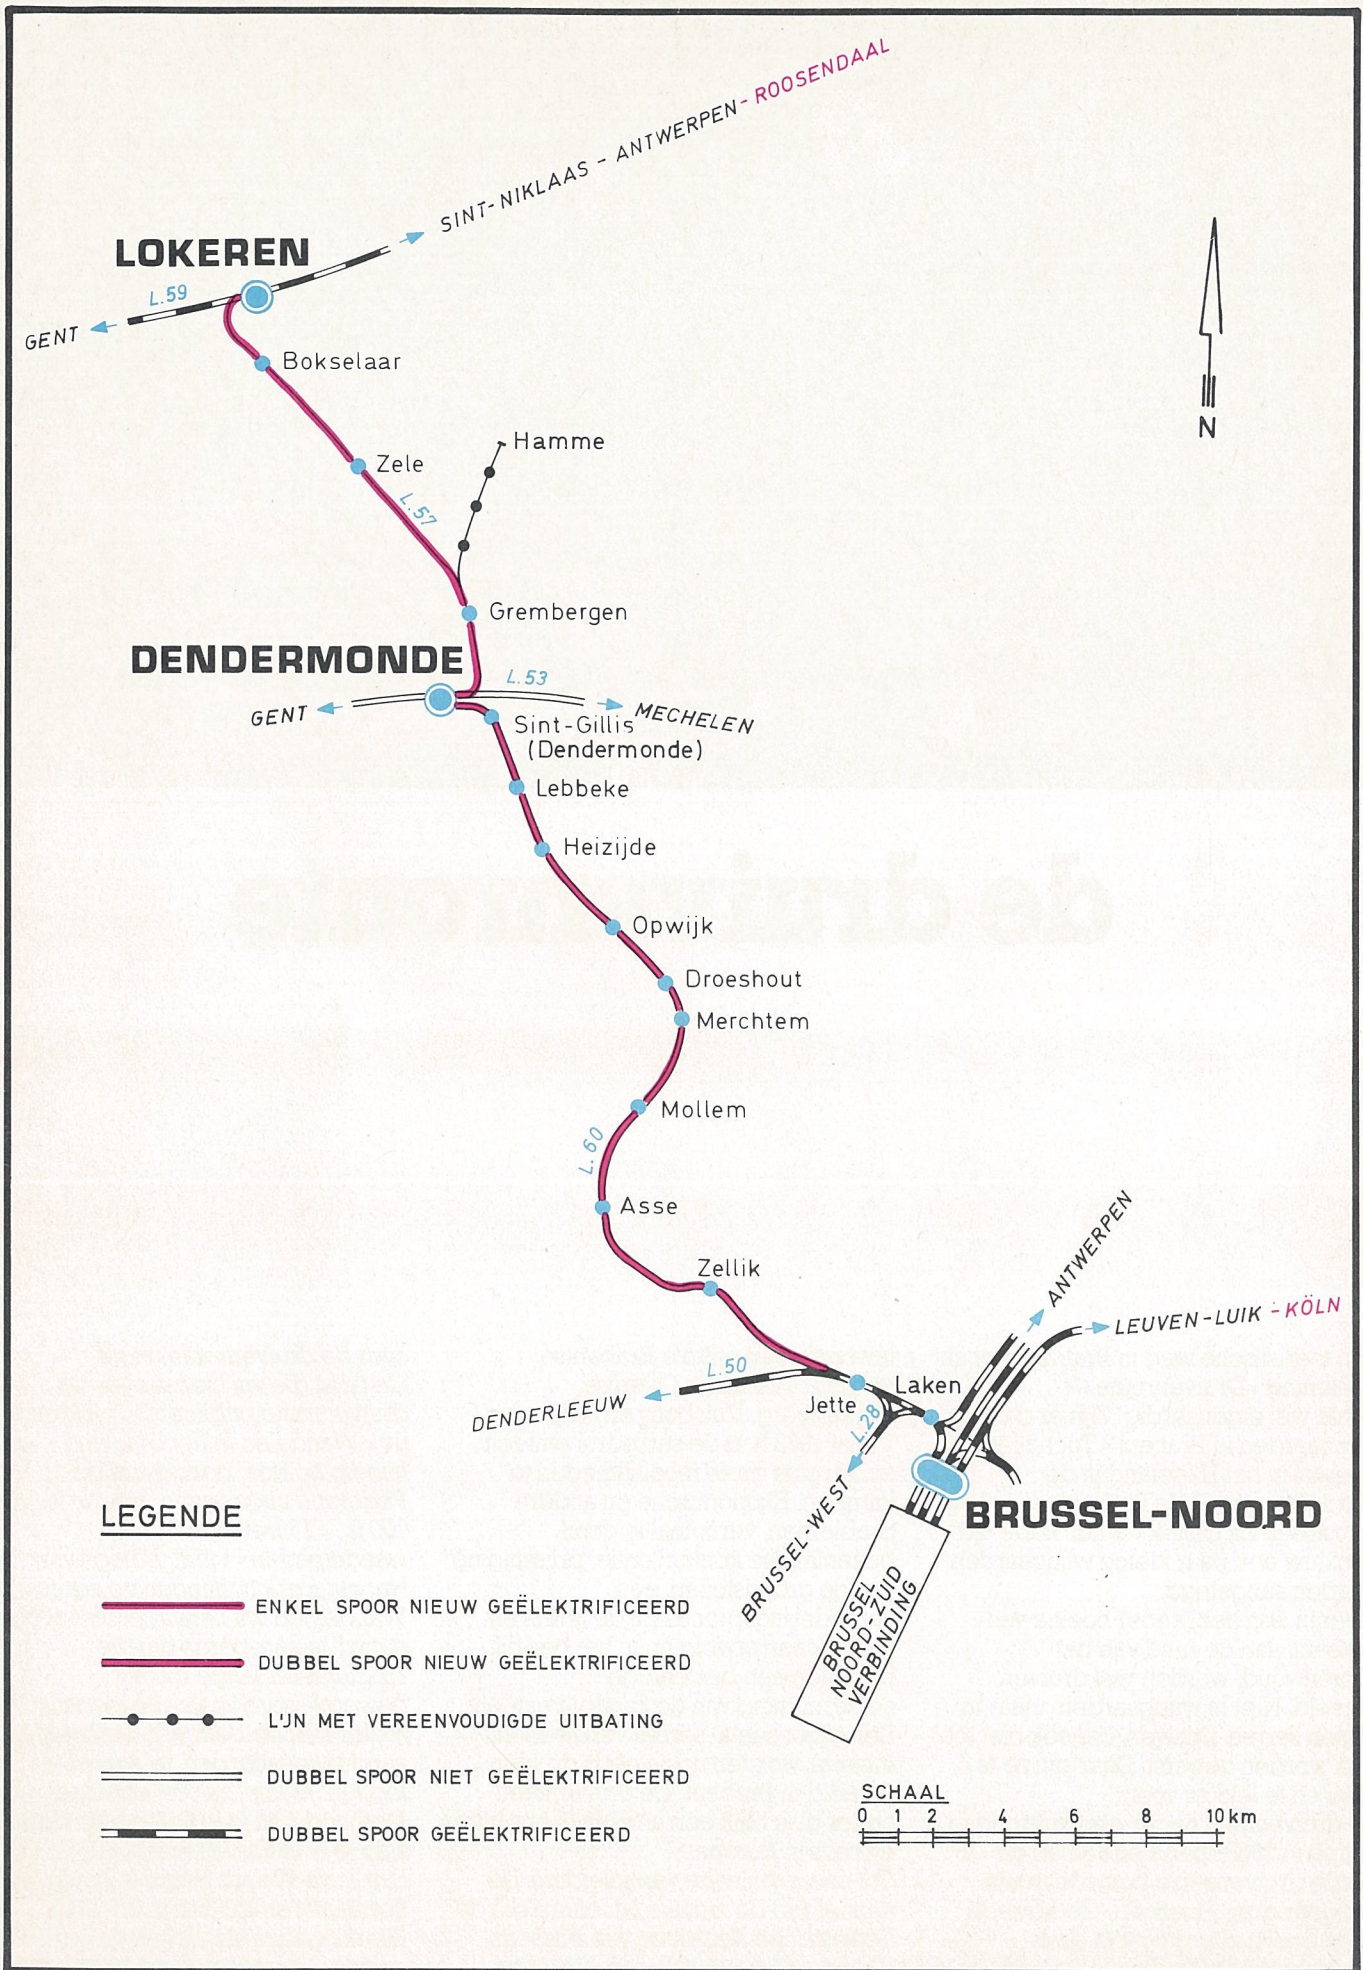 SINT-NIKLAAS - ANTWERPEN - ROOSENDAAL
LOKEREN
L.59
GENT
Bokselaar
N
Hamme
Zele
L.57
Grembergen
DENDERMONDE
L.53
GENT
MECHELEN
Sint-Gillis
(Dendermonde)
Lebbeke
Heizijde
Opwijk
Droeshout
Merchtem
Mollem
L. 60
Asse
Zellik
ANTWERPEN
LEUVEN-LUIK - KÖLN
L.50
DENDERLEEUW
Jette
Laken
L.28
BRUSSEL-WEST
BRUSSEL-NOORD
BRUSSEL
NOORD-ZUID
VERBINDING
LEGENDE
ENKEL SPOOR NIEUW GEËLEKTRIFICEERD
DUBBEL SPOOR NIEUW GEËLEKTRIFICEERD
LIJN MET VEREENVOUDIGDE UITBATING
DUBBEL SPOOR NIET GEËLEKTRIFICEERD
DUBBEL SPOOR GEËLEKTRIFICEERD
SCHAAL
0 1 2 4 6 8 10 km